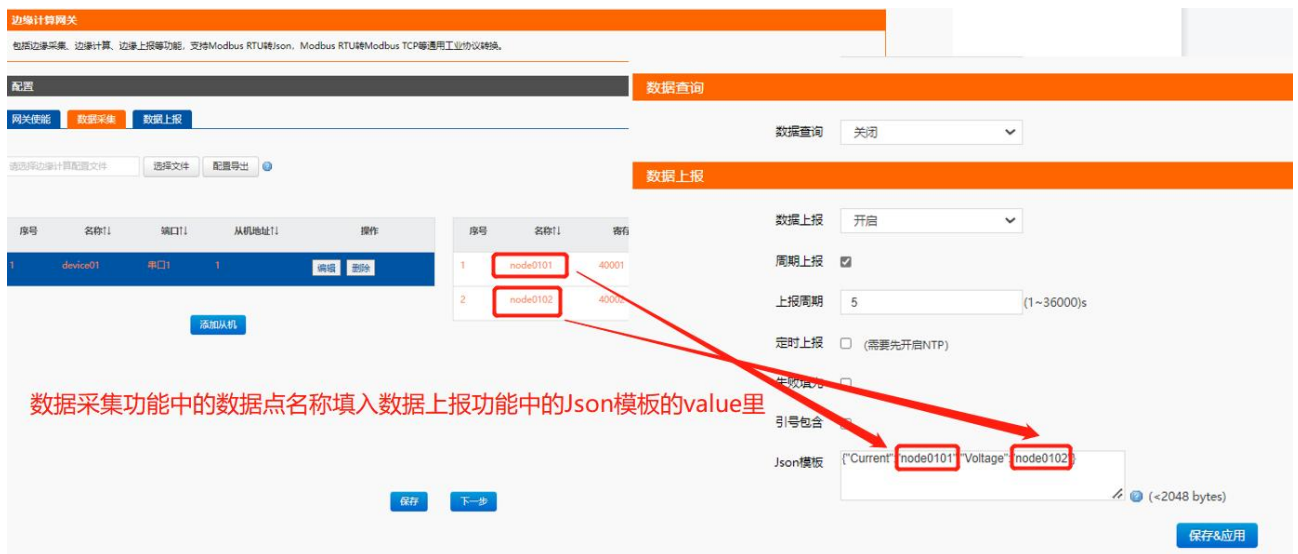 边缘计算网关
包括边缘采集、边缘计算、边缘上报等功能,支持Modbus RTU转Json、Modbus RTU转Modbus TCP等通用工业协议转换。
配置
网关使能 数据采集 数据上报
请选择边缘计算配置文件 选择文件 配置导出
序号 名称↑↓ 端口↑↓ 从机地址↑↓ 操作
1 device01 串口1 1 编辑 删除
添加从机
序号 名称↑↓ 寄存
1 node0101 40001
2 node0102 40002
数据采集功能中的数据点名称填入数据上报功能中的Json模板的value里
保存 下一步
数据查询
数据查询 关闭
数据上报
数据上报 开启
周期上报
上报周期 5 (1~36000)s
定时上报 (需要先开启NTP)
失败填充
引号包含
Json模板 {"Current":"node0101","Voltage":"node0102"}
(<2048 bytes)
保存&应用